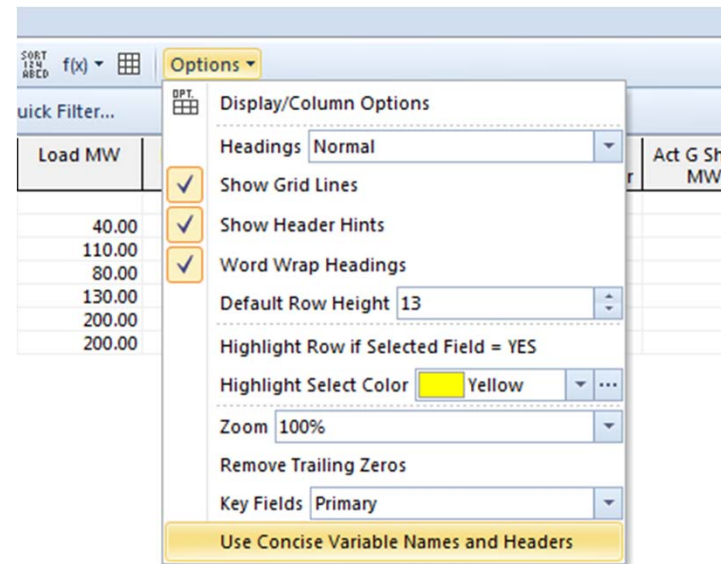 SORT
124
ABED f(x) Options
uick Filter...
OPT.
Display/Column Options
Headings Normal
Show Grid Lines
Show Header Hints
Word Wrap Headings
Default Row Height 13
Highlight Row if Selected Field = YES
Highlight Select Color Yellow ...
Zoom 100%
Remove Trailing Zeros
Key Fields Primary
Use Concise Variable Names and Headers
Load MW
40.00
110.00
80.00
130.00
200.00
200.00
r
Act G Sh
MW